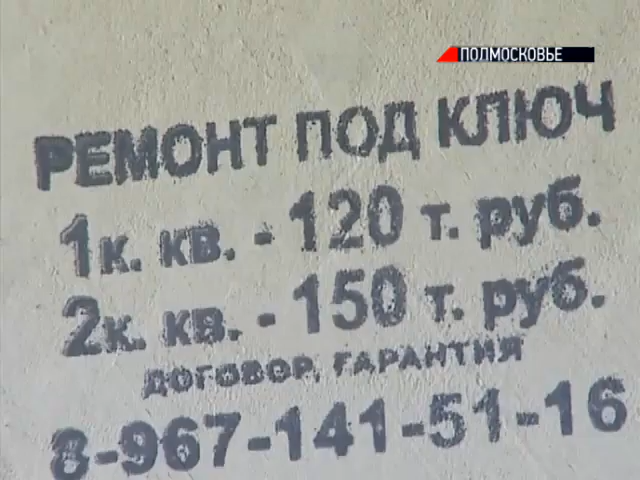 ПОДМОСКОВЬЕ
РЕМОНТ ПОД КЛЮЧ
1к. кв. - 120 т. руб.
2к. кв. - 150 т. руб.
ДОГОВОР, ГАРАНТИЯ
8-967-141-51-16